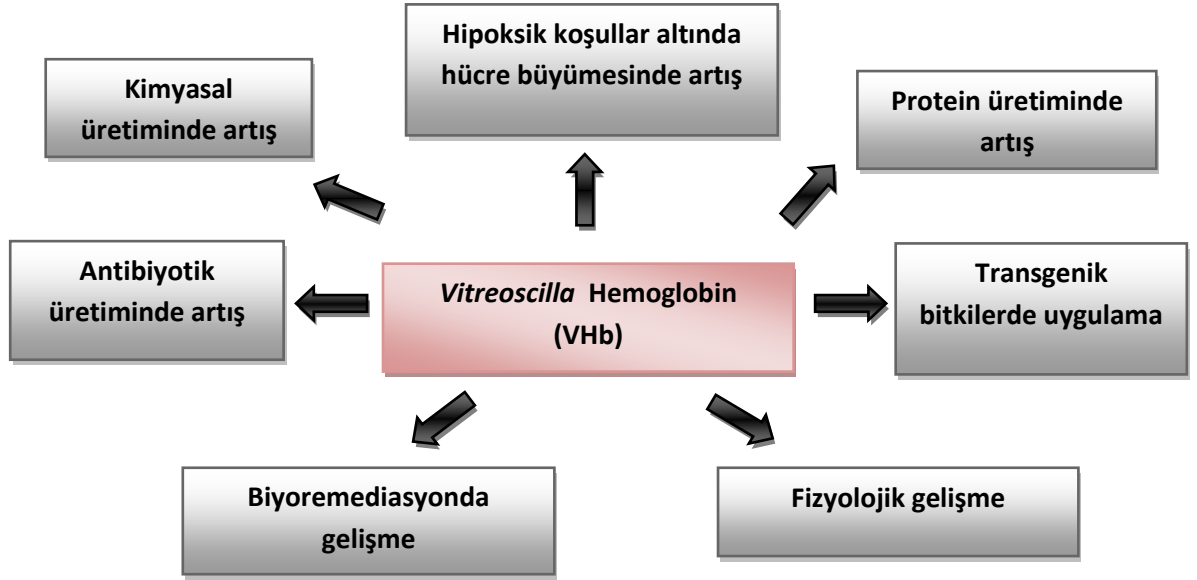 Hipoksik koşullar altında
hücre büyümesinde artış
Kimyasal
üretiminde artış
Protein üretiminde
artış
Antibiyotik
üretiminde artış
Vitreoscilla Hemoglobin
(VHb)
Transgenik
bitkilerde uygulama
Biyoremediasyonda
gelişme
Fizyolojik gelişme